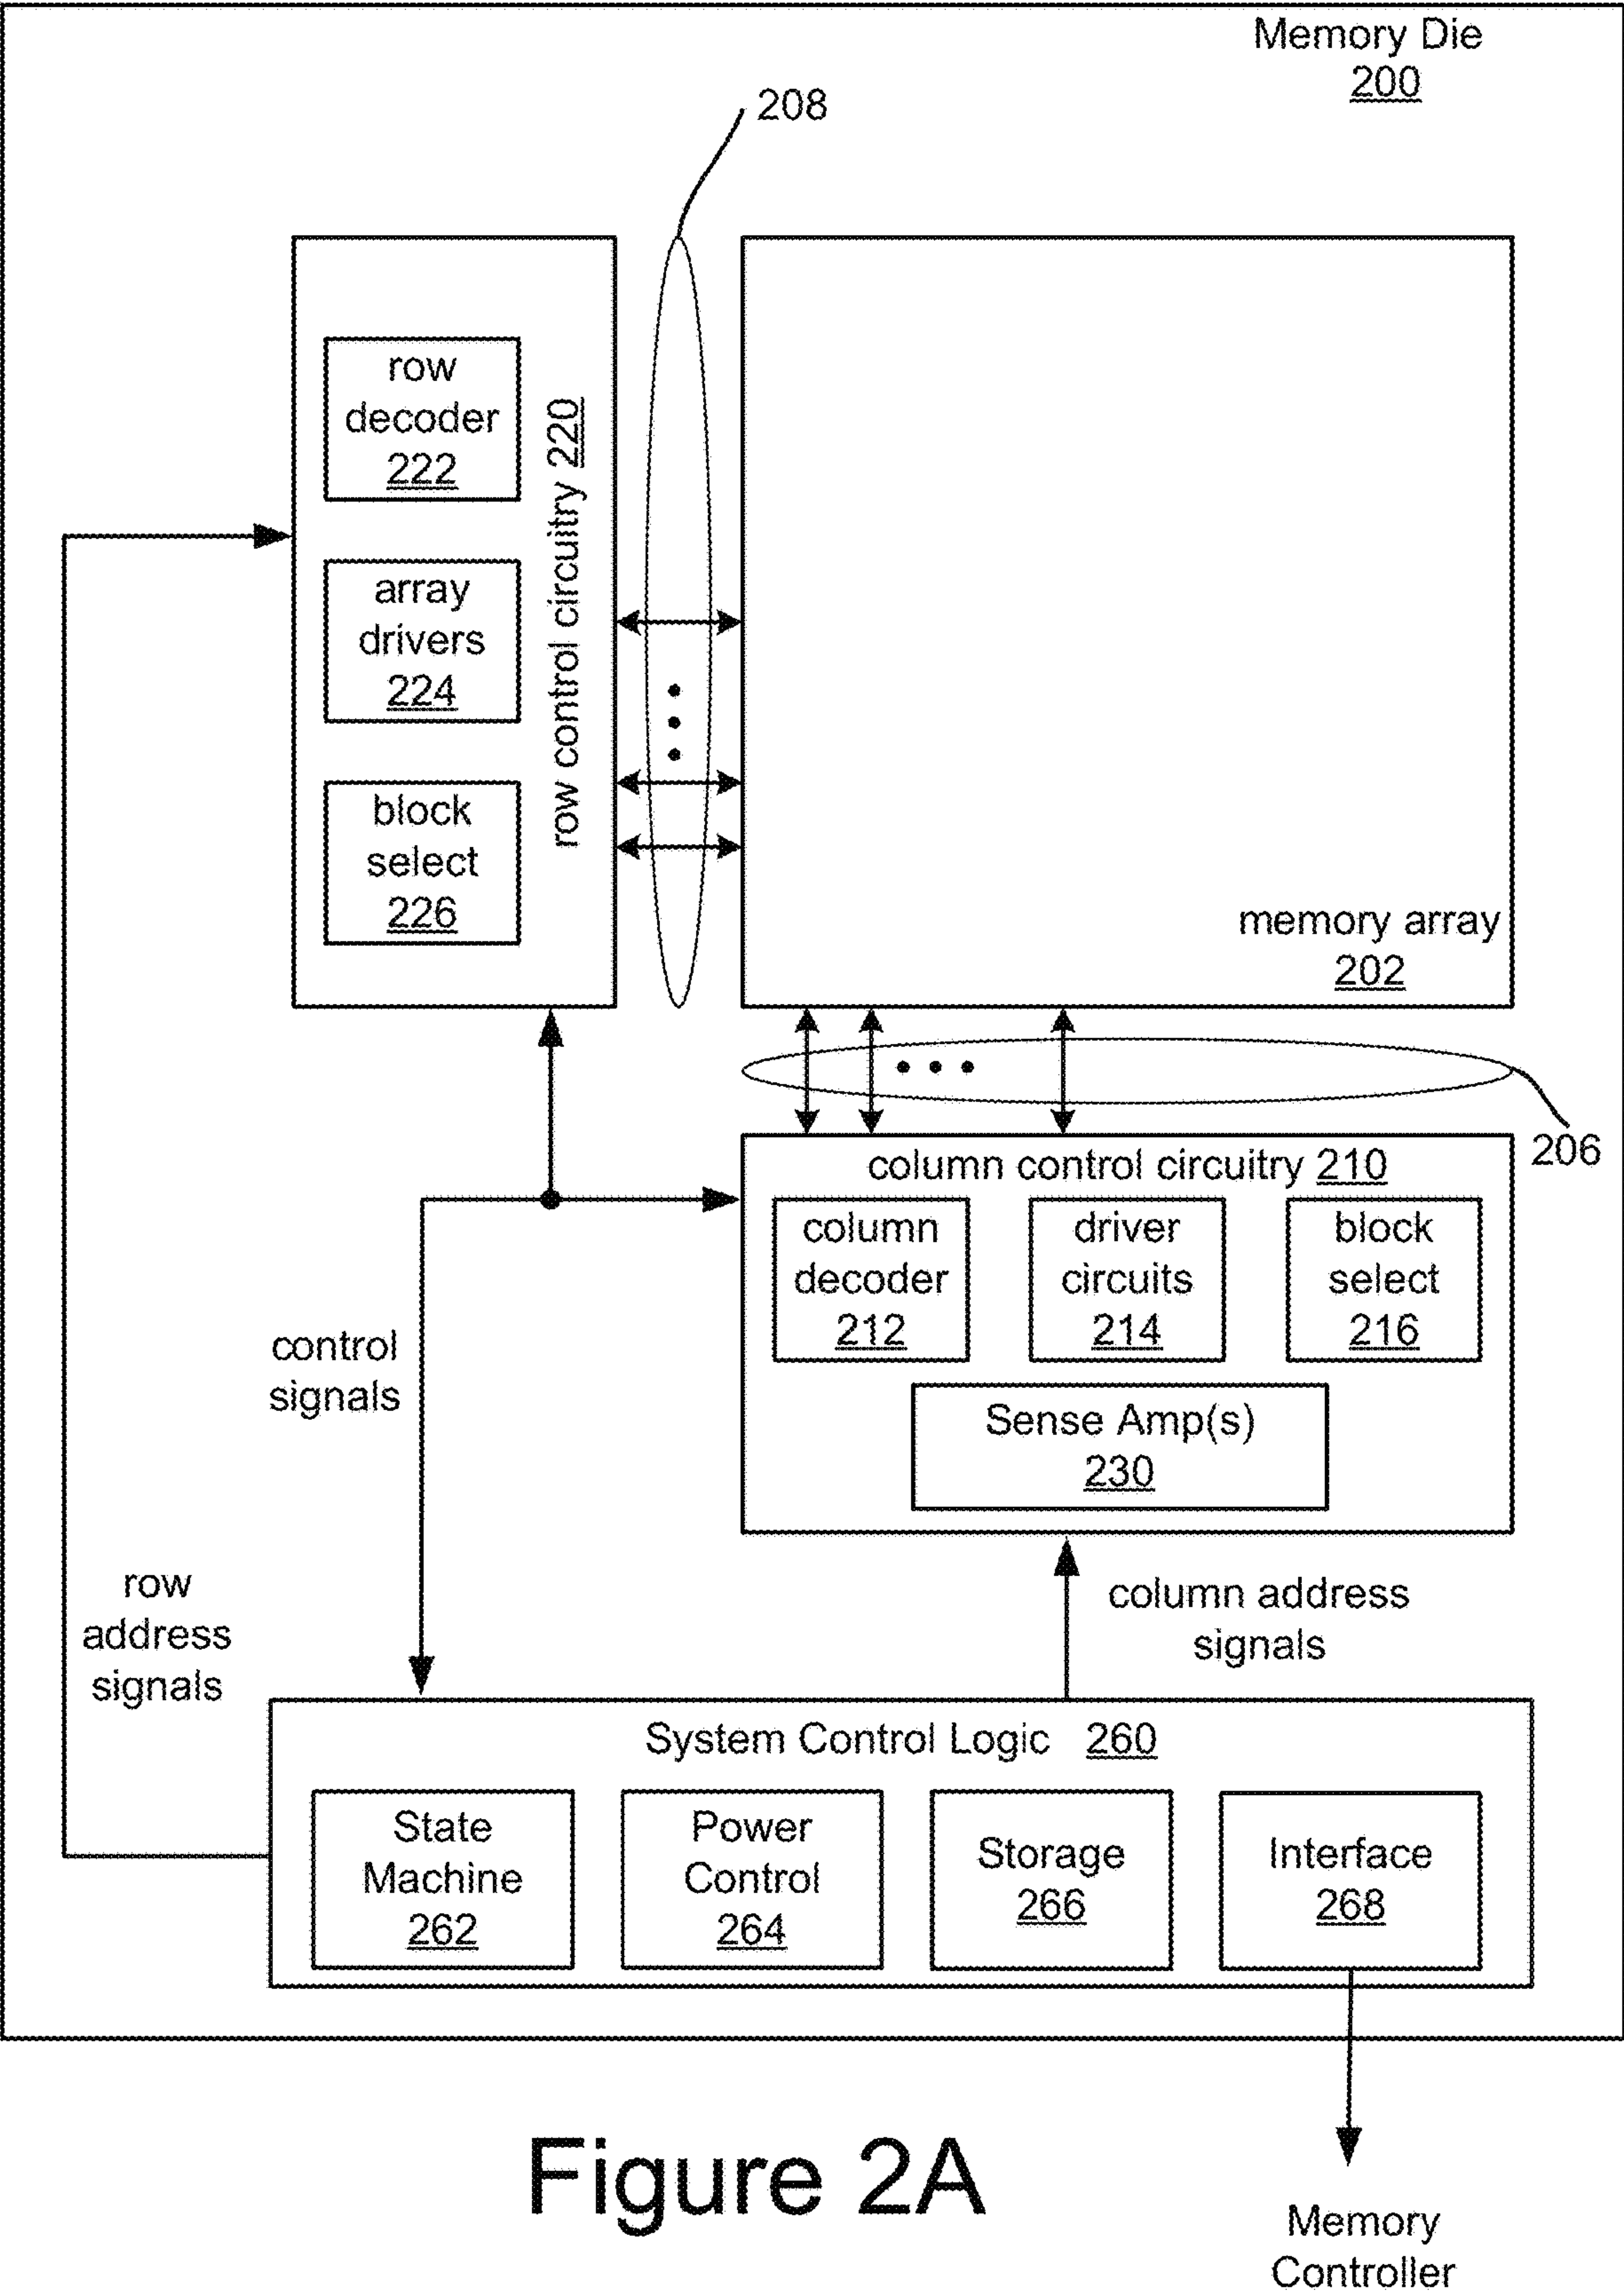 Memory Die
200
208
row
decoder
222
array
drivers
224
block
select
226
row control circuitry 220
memory array
202
206
column control circuitry 210
column
decoder
212
driver
circuits
214
block
select
216
Sense Amp(s)
230
control
signals
row
address
signals
column address
signals
System Control Logic 260
State
Machine
262
Power
Control
264
Storage
266
Interface
268
Figure 2A
Memory
Controller